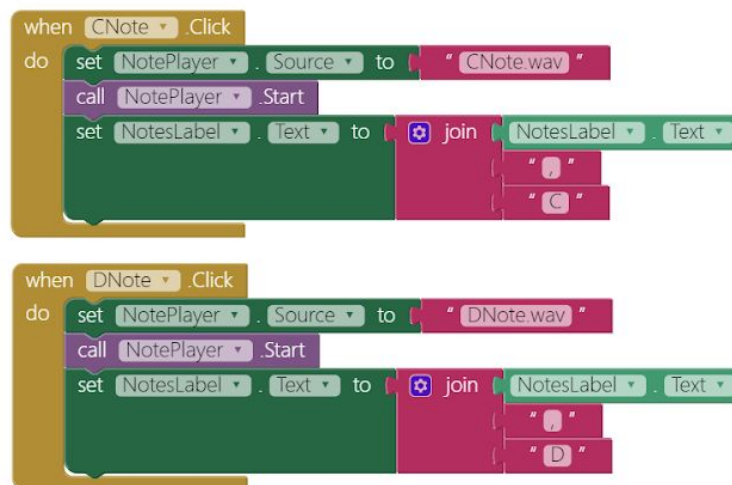 when CNote .Click
do set NotePlayer . Source to " CNote.wav "
call NotePlayer .Start
set NotesLabel . Text to join NotesLabel . Text
" , "
" C "
when DNote .Click
do set NotePlayer . Source to " DNote.wav "
call NotePlayer .Start
set NotesLabel . Text to join NotesLabel . Text
" , "
" D "